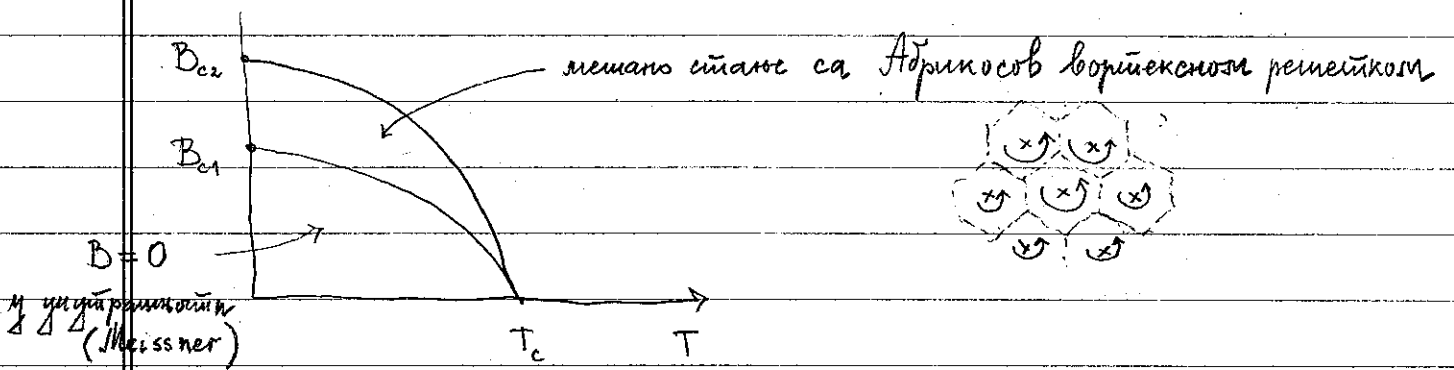 B_c2
мешано стање са Абрикосов вортексном решетком
B_c1
B = 0
у унутрашњости
(Meissner)
T_c
T